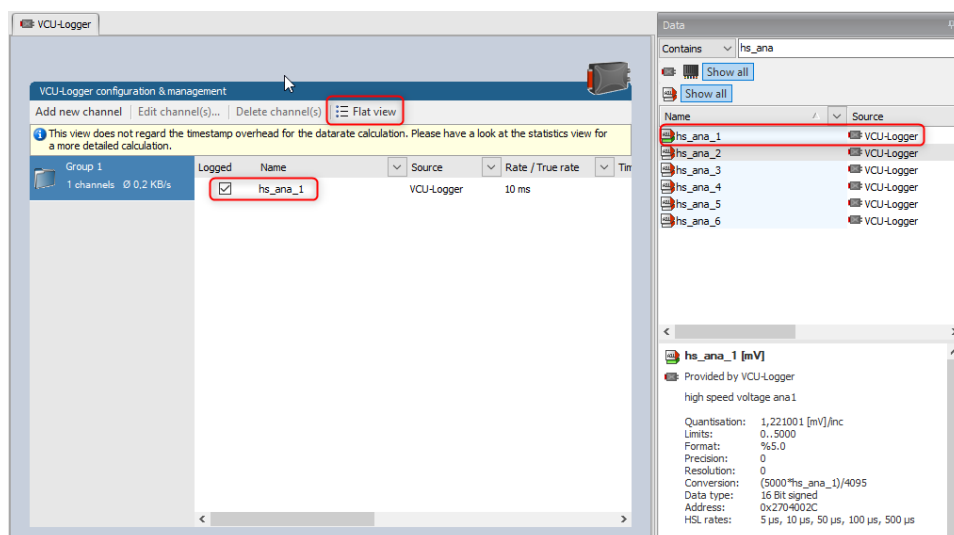 VCU-Logger
VCU-Logger configuration & management
Add new channel Edit channel(s)... Delete channel(s) Flat view
This view does not regard the timestamp overhead for the datarate calculation. Please have a look at the statistics view for
a more detailed calculation.
Group 1
1 channels Ø 0,2 KB/s
Logged Name Source Rate / True rate Tim
hs_ana_1 VCU-Logger 10 ms
Data
Contains hs_ana
Show all
Show all
Name Source
hs_ana_1 VCU-Logger
hs_ana_2 VCU-Logger
hs_ana_3 VCU-Logger
hs_ana_4 VCU-Logger
hs_ana_5 VCU-Logger
hs_ana_6 VCU-Logger
hs_ana_1 [mV]
Provided by VCU-Logger
high speed voltage ana1
Quantisation: 1,221001 [mV]/inc
Limits: 0..5000
Format: %5.0
Precision: 0
Resolution: 0
Conversion: (5000*hs_ana_1)/4095
Data type: 16 Bit signed
Address: 0x2704002C
HSL rates: 5 µs, 10 µs, 50 µs, 100 µs, 500 µs